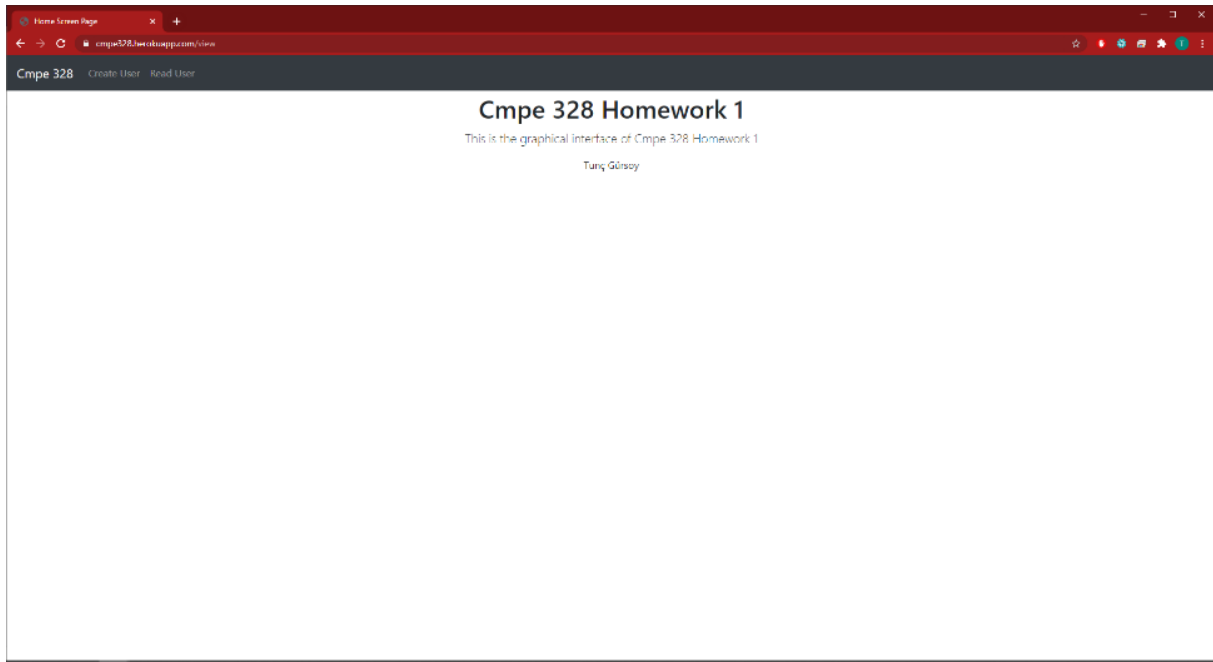 Home Screen Page
cmpe328.herokuapp.com/view
Cmpe 328 Create User Read User
Cmpe 328 Homework 1
This is the graphical interface of Cmpe 328 Homework 1
Tunç Gürsoy